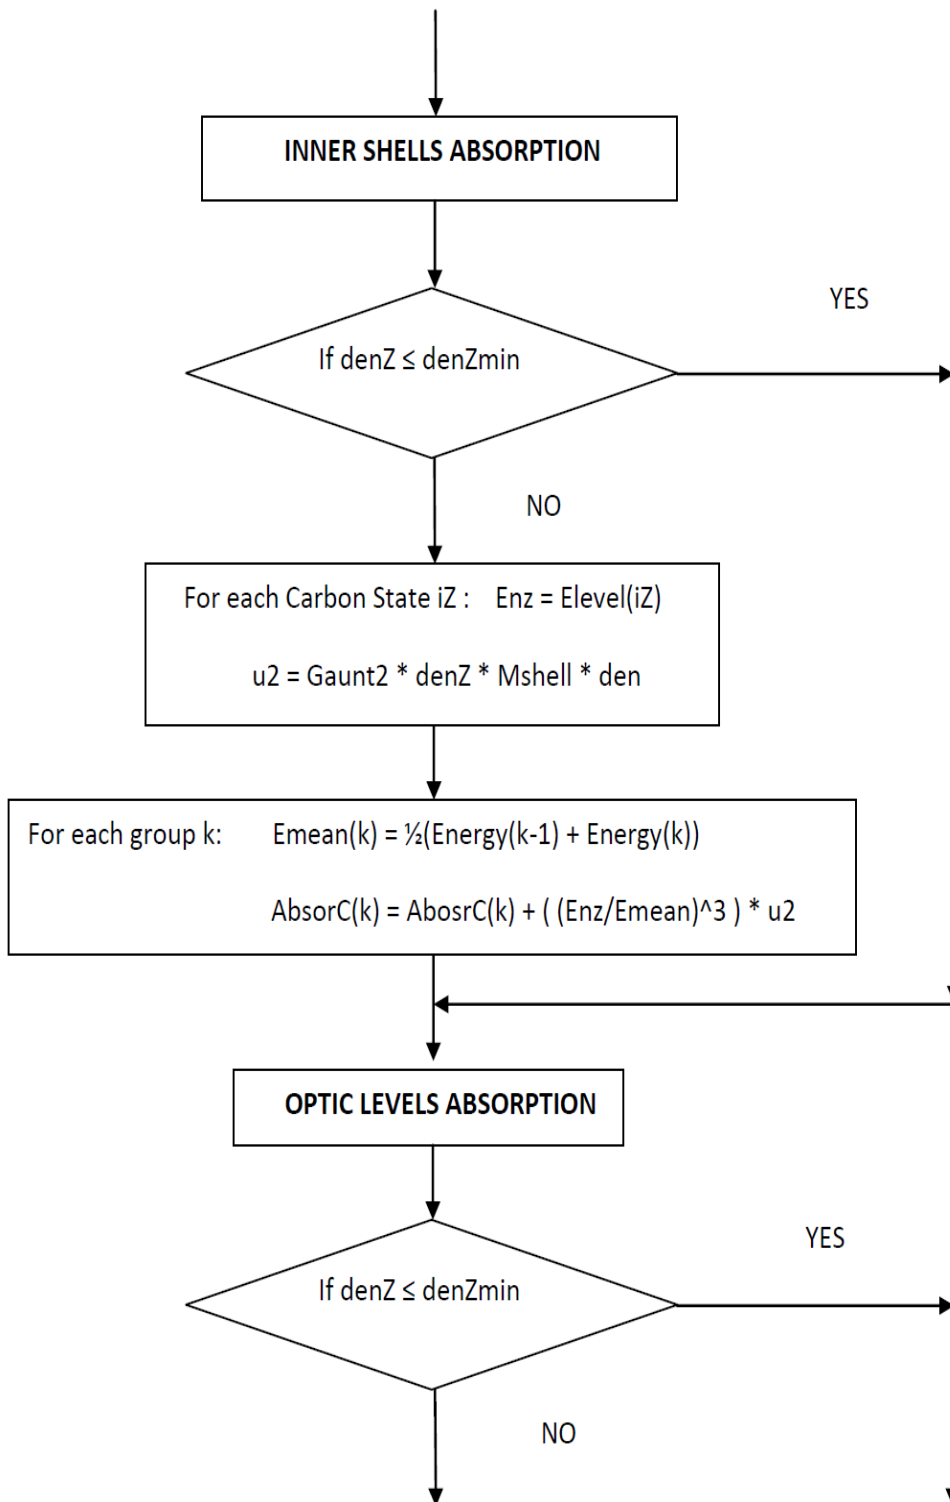 INNER SHELLS ABSORPTION
YES
If denZ ≤ denZmin
NO
For each Carbon State iZ : Enz = Elevel(iZ)
u2 = Gaunt2 * denZ * Mshell * den
For each group k: Emean(k) = ½(Energy(k-1) + Energy(k))
AbsorC(k) = AbosrC(k) + ( (Enz/Emean)^3 ) * u2
OPTIC LEVELS ABSORPTION
YES
If denZ ≤ denZmin
NO